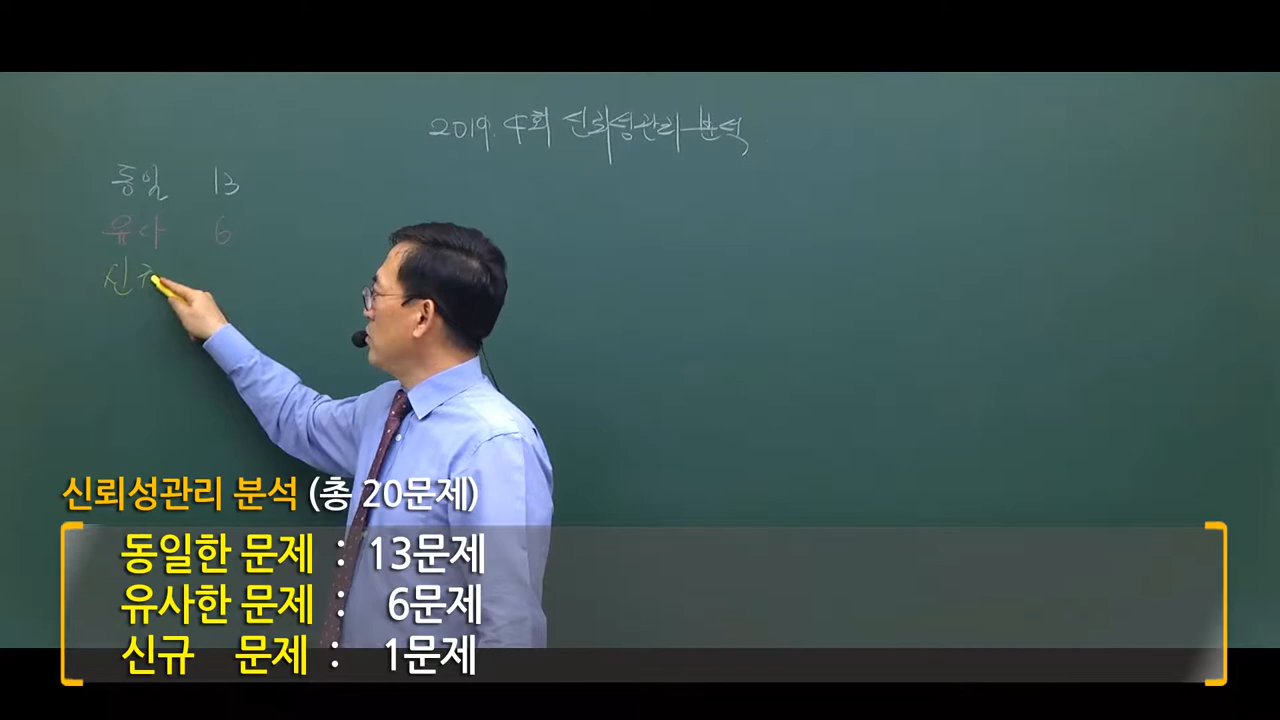 2019. 4회 신뢰성관리 분석
동일 13
유사 6
신규
신뢰성관리 분석 (총 20문제)
동일한 문제 : 13문제
유사한 문제 : 6문제
신규 문제 : 1문제